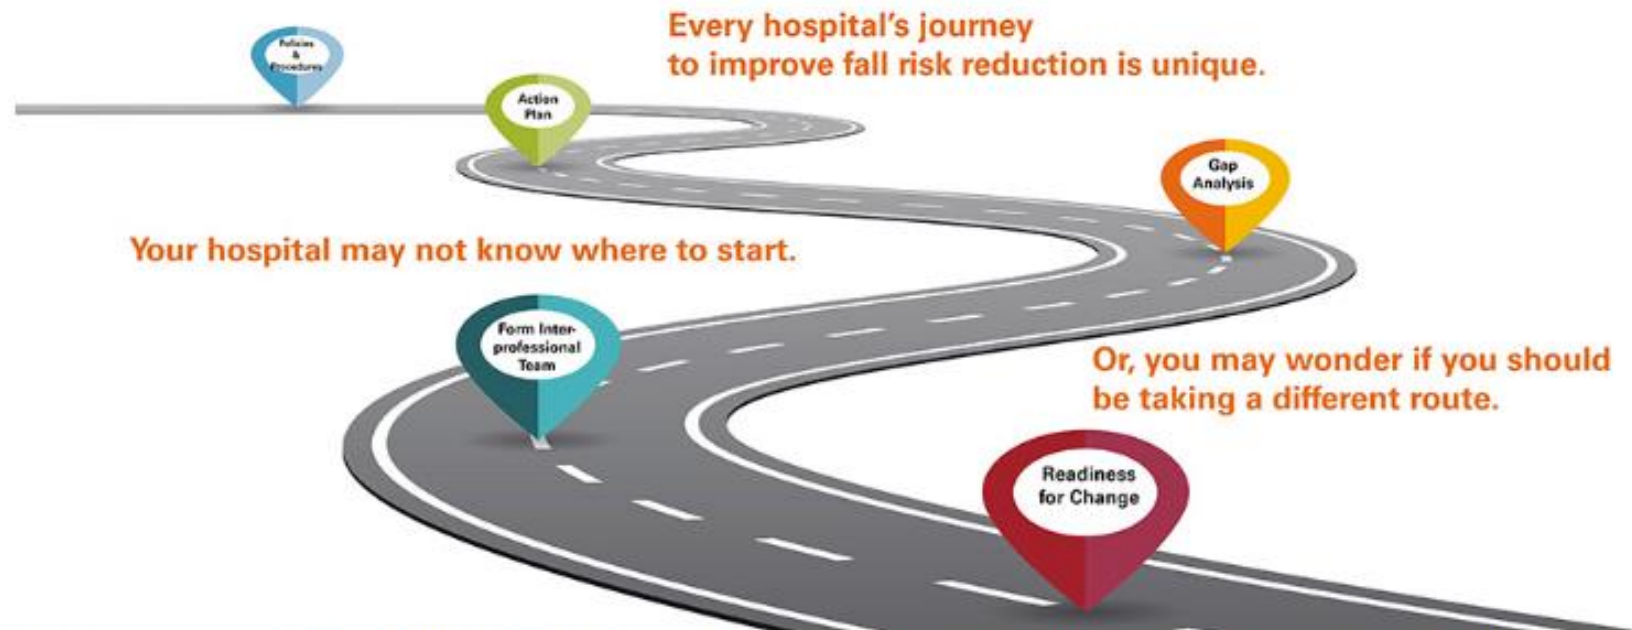 Every hospital's journey
to improve fall risk reduction is unique.
Policies
&
Procedures
Action
Plan
Gap
Analysis
Your hospital may not know where to start.
Form Inter-
professional
Team
Or, you may wonder if you should
be taking a different route.
Readiness
for Change